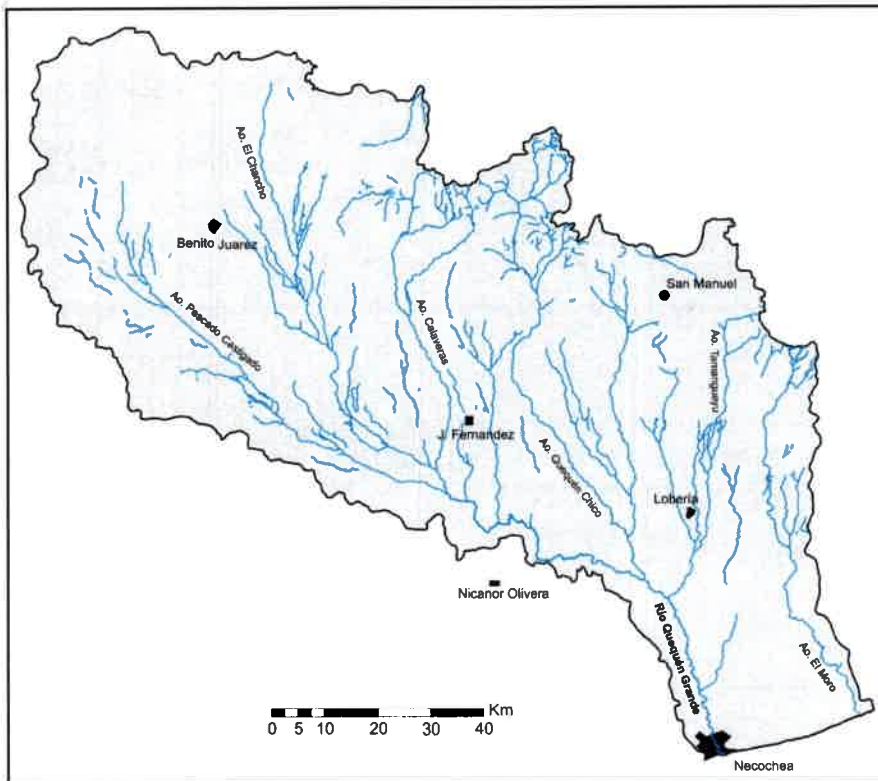 Ao. El Chancho
Benito Juarez
San Manuel
Ao. Pescado Castigado
Ao. Calaveras
Ao. Tamangueyu
J. Fernandez
Ao. Quequén Chico
Lobería
Nicanor Olivera
Río Quequén Grande
Ao. El Moro
Km
0 5 10 20 30 40
Necochea